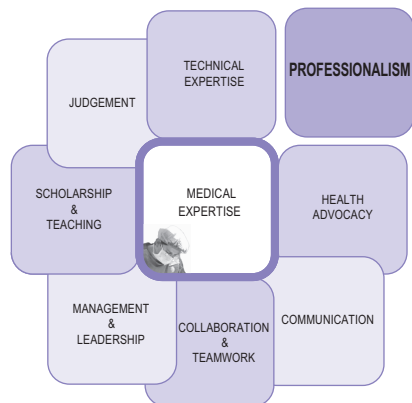 TECHNICAL
EXPERTISE
PROFESSIONALISM
JUDGEMENT
MEDICAL
EXPERTISE
SCHOLARSHIP
&
TEACHING
HEALTH
ADVOCACY
MANAGEMENT
&
LEADERSHIP
COLLABORATION
&
TEAMWORK
COMMUNICATION